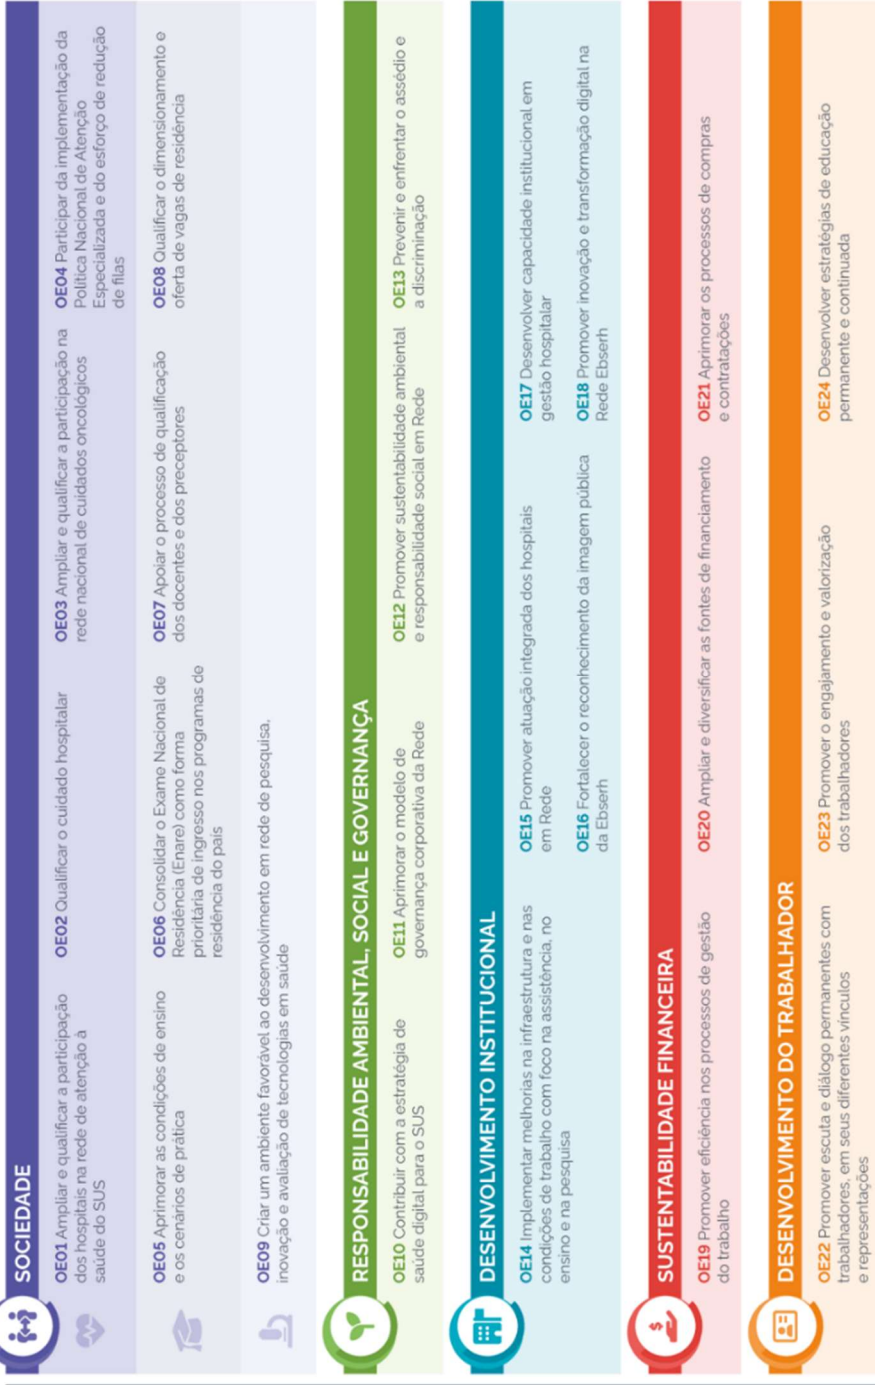 SOCIEDADE
OE01 Ampliar e qualificar a participação
dos hospitais na rede de atenção à
saúde do SUS
OE02 Qualificar o cuidado hospitalar
OE03 Ampliar e qualificar a participação na
rede nacional de cuidados oncológicos
OE04 Participar da implementação da
Política Nacional de Atenção
Especializada e do esforço de redução
de filas
OE05 Aprimorar as condições de ensino
e os cenários de prática
OE06 Consolidar o Exame Nacional de
Residência (Enare) como forma
prioritária de ingresso nos programas de
residência do país
OE07 Apoiar o processo de qualificação
dos docentes e dos preceptores
OE08 Qualificar o dimensionamento e
oferta de vagas de residência
OE09 Criar um ambiente favorável ao desenvolvimento em rede de pesquisa,
inovação e avaliação de tecnologias em saúde
RESPONSABILIDADE AMBIENTAL, SOCIAL E GOVERNANÇA
OE10 Contribuir com a estratégia de
saúde digital para o SUS
OE11 Aprimorar o modelo de
governança corporativa da Rede
OE12 Promover sustentabilidade ambiental
e responsabilidade social em Rede
OE13 Prevenir e enfrentar o assédio e
a discriminação
DESENVOLVIMENTO INSTITUCIONAL
OE14 Implementar melhorias na infraestrutura e nas
condições de trabalho com foco na assistência, no
ensino e na pesquisa
OE15 Promover atuação integrada dos hospitais
em Rede
OE16 Fortalecer o reconhecimento da imagem pública
da Ebserh
OE17 Desenvolver capacidade institucional em
gestão hospitalar
OE18 Promover inovação e transformação digital na
Rede Ebserh
SUSTENTABILIDADE FINANCEIRA
OE19 Promover eficiência nos processos de gestão
do trabalho
OE20 Ampliar e diversificar as fontes de financiamento
OE21 Aprimorar os processos de compras
e contratações
DESENVOLVIMENTO DO TRABALHADOR
OE22 Promover escuta e diálogo permanentes com
trabalhadores, em seus diferentes vínculos
e representações
OE23 Promover o engajamento e valorização
dos trabalhadores
OE24 Desenvolver estratégias de educação
permanente e continuada